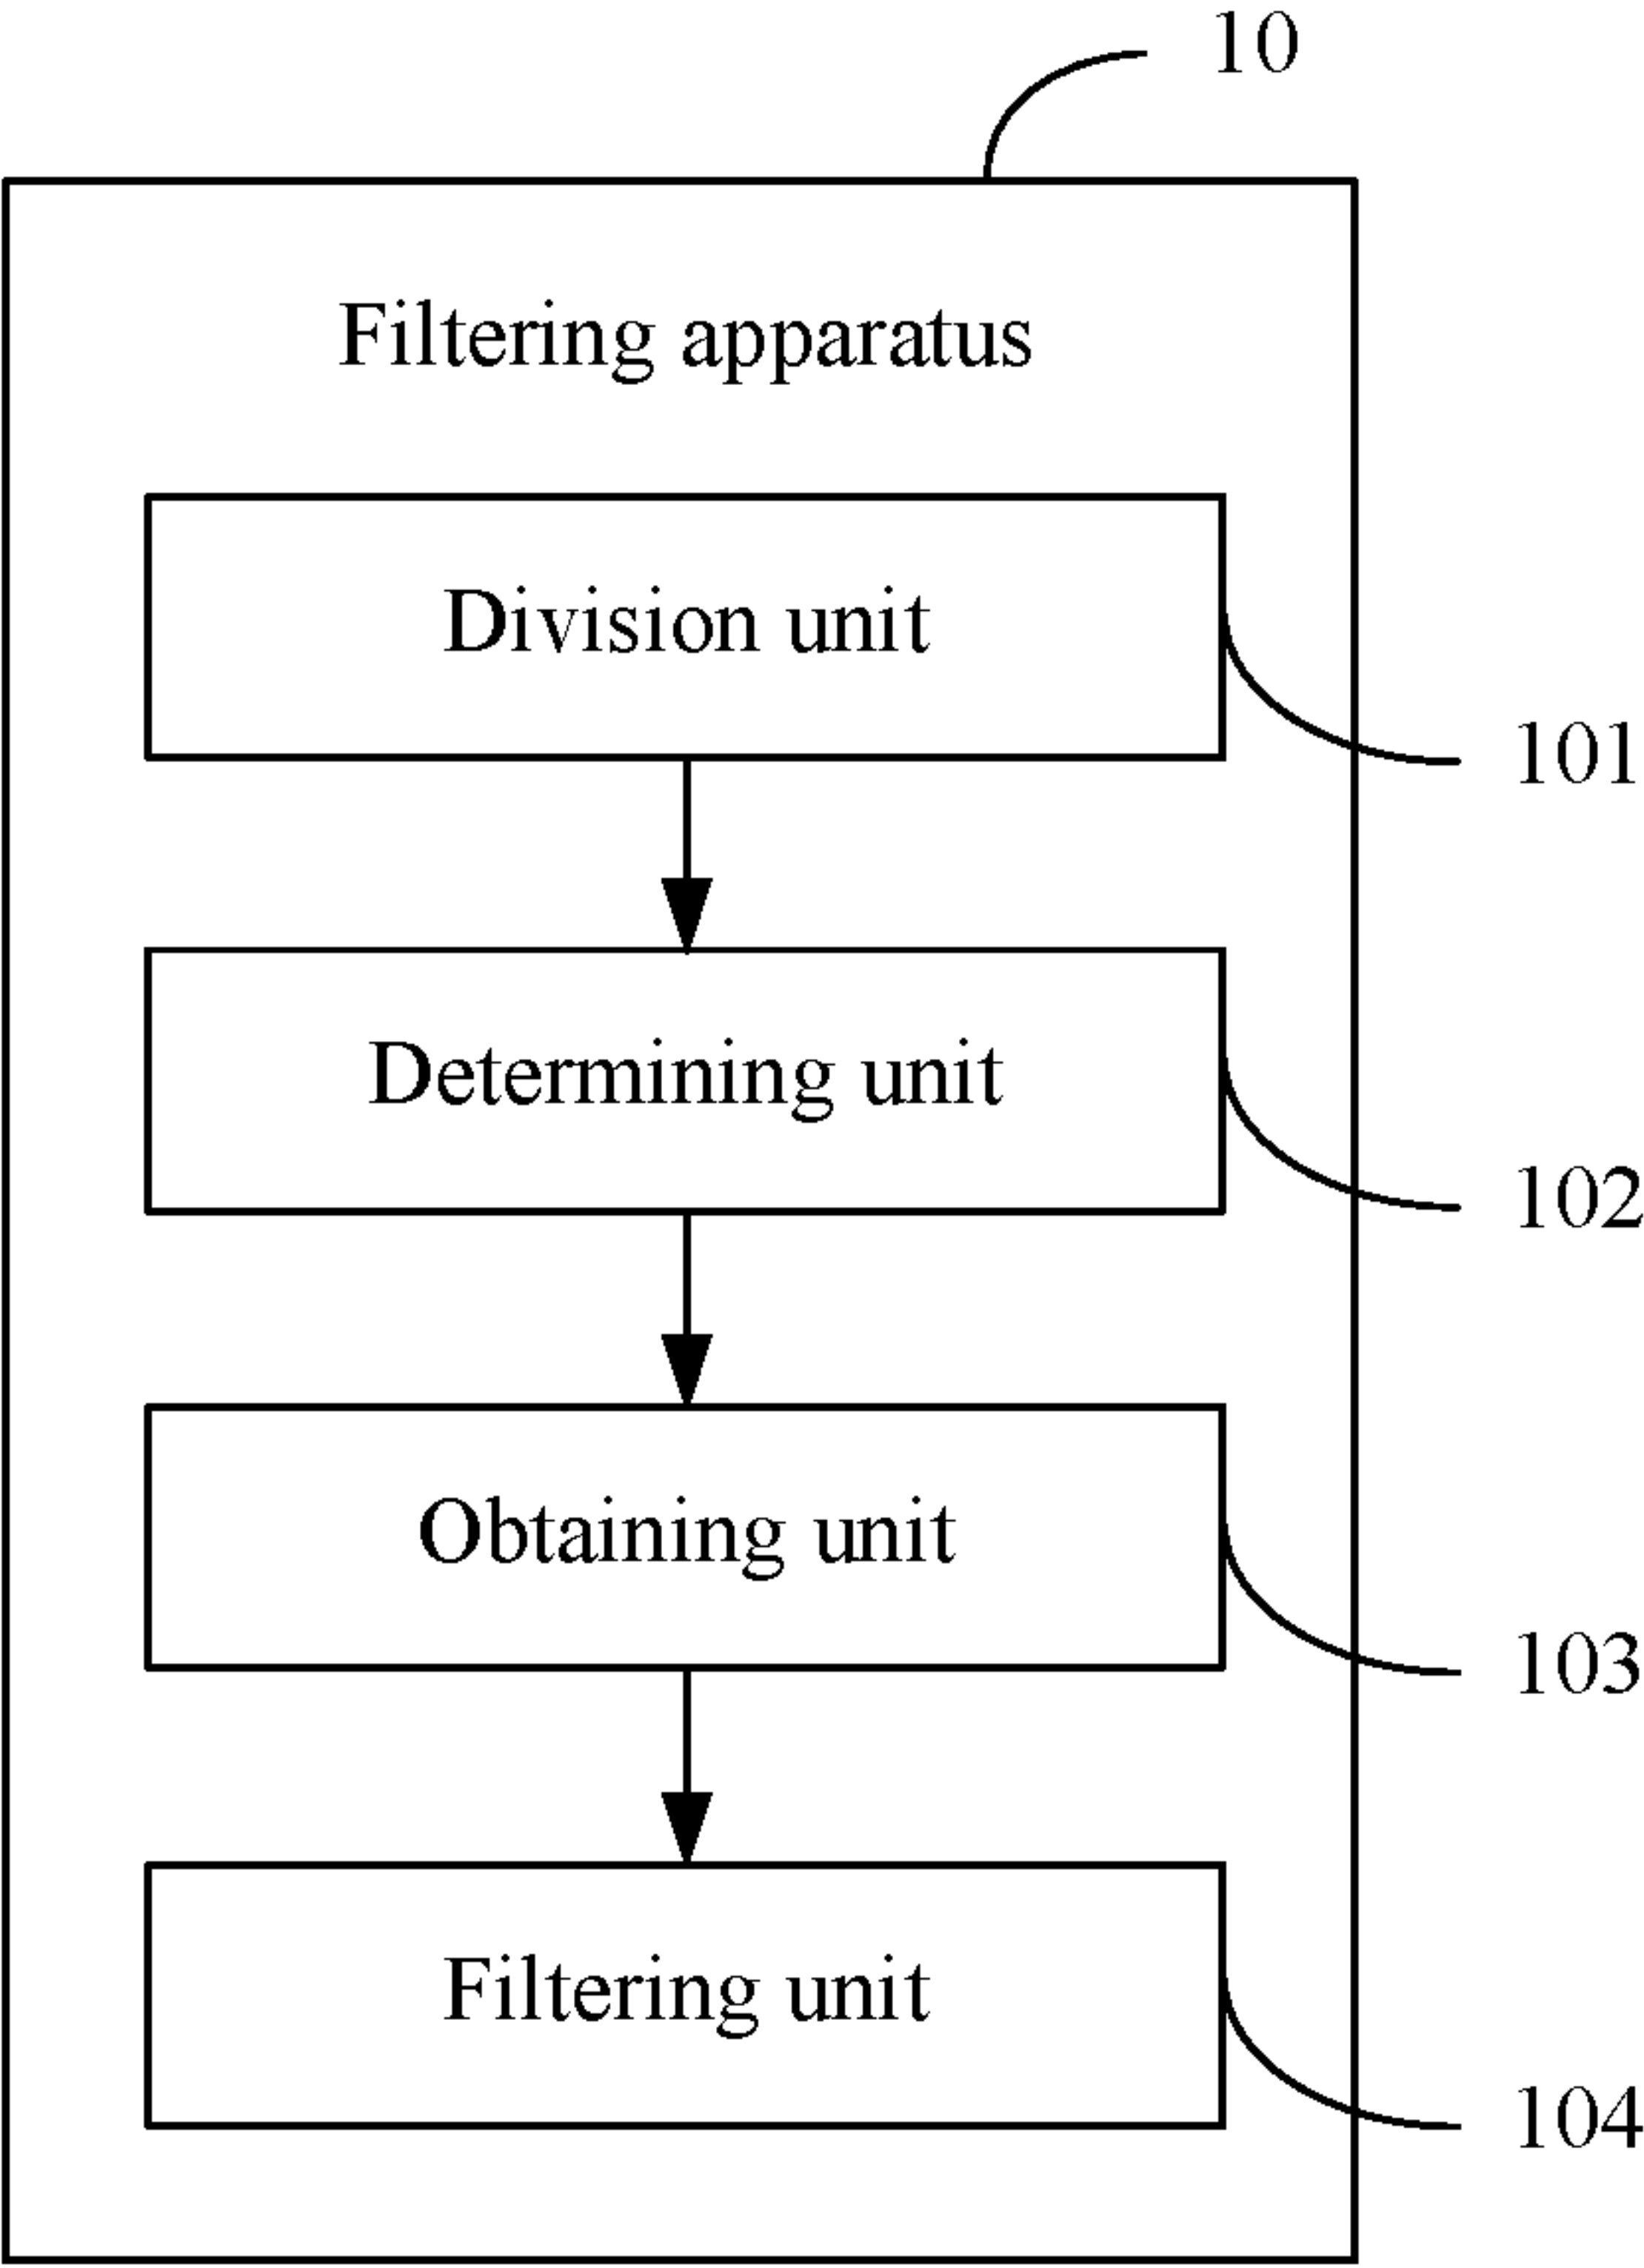 10
Filtering apparatus
Division unit
101
Determining unit
102
Obtaining unit
103
Filtering unit
104